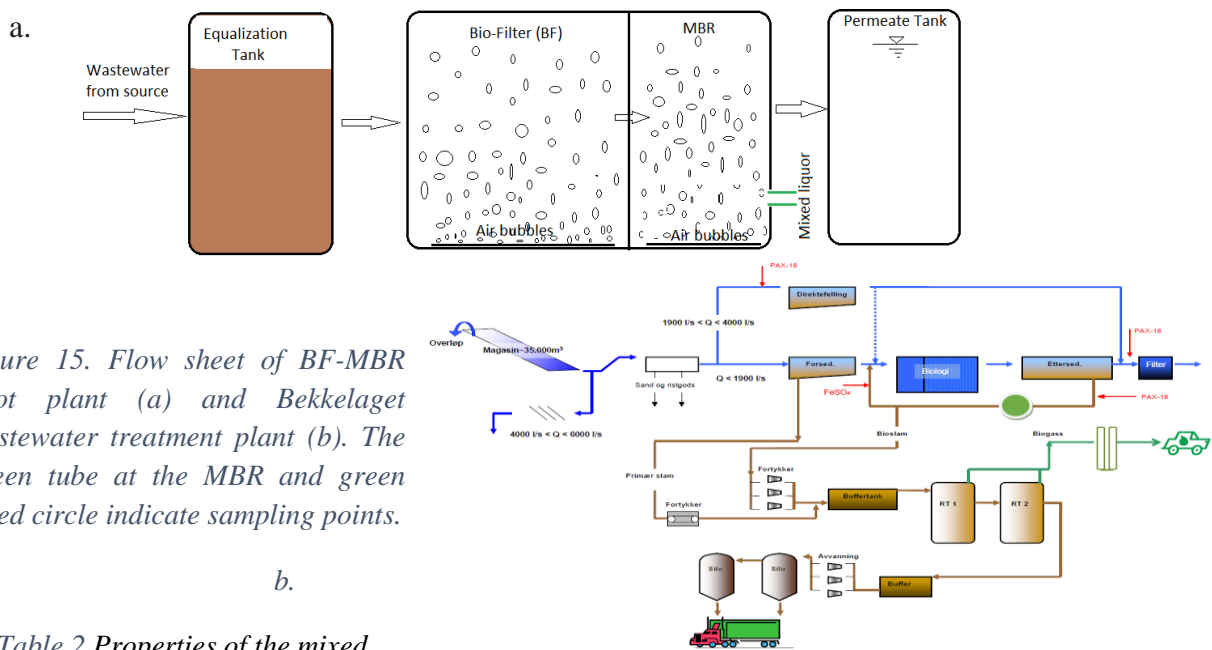 a.
Equalization
Tank
Wastewater
from source
Bio-Filter (BF)
MBR
Permeate Tank
Air bubbles
Air bubbles
Mixed liquor
PAX-18
Direktefelling
1900 l/s < Q < 4000 l/s
Overløp
Magasin~35.000m³
Sand og ristgods
Q < 1900 l/s
Forsed.
FeSO₄
Biologi
Ettersed.
PAX-18
Filter
PAX-18
4000 l/s < Q < 6000 l/s
Bioslam
Biogass
Primær slam
Fortykker
Fortykker
Buffertank
RT 1
RT 2
Silo
Silo
Avvanning
Buffer
ure 15. Flow sheet of BF-MBR
ot plant (a) and Bekkelaget
stewater treatment plant (b). The
een tube at the MBR and green
ed circle indicate sampling points.
b.
Table 2 Properties of the mixed